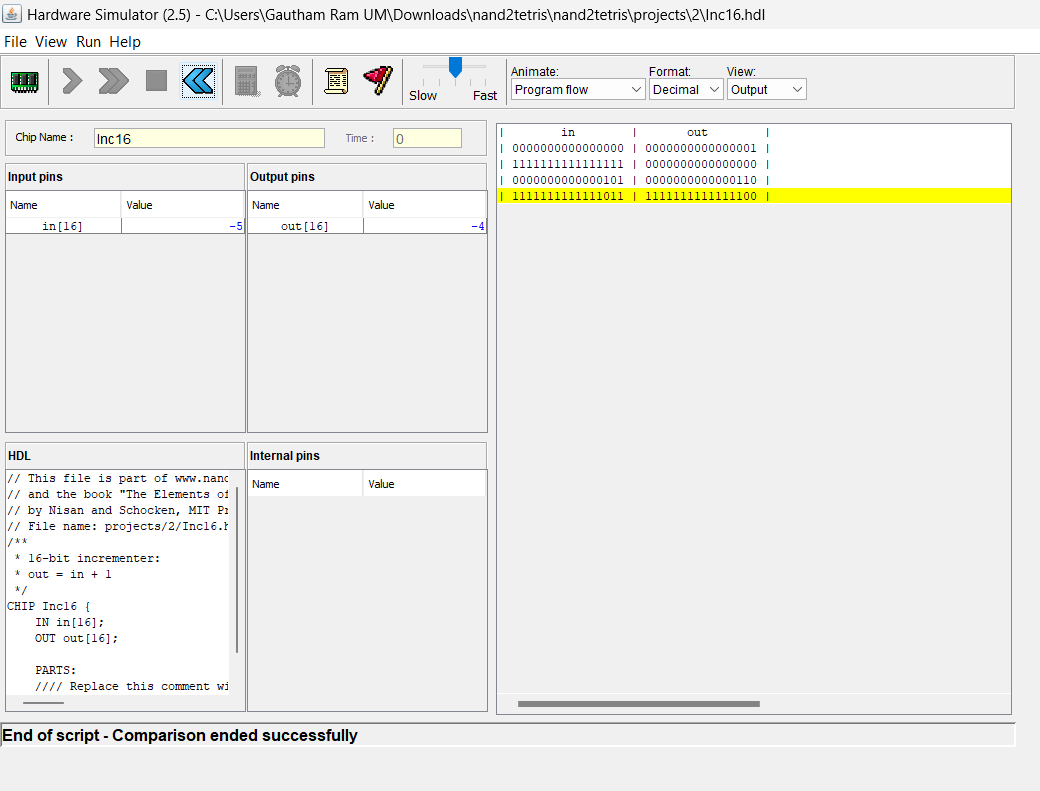 Hardware Simulator (2.5) - C:\Users\Gautham Ram UM\Downloads\nand2tetris\nand2tetris\projects\2\Inc16.hdl
File View Run Help
Slow Fast
Animate: Format: View:
Program flow Decimal Output
Chip Name : Inc16 Time : 0
Input pins
Name Value
in[16] -5
Output pins
Name Value
out[16] -4
HDL
// This file is part of www.nand
// and the book "The Elements of
// by Nisan and Schocken, MIT Pr
// File name: projects/2/Inc16.h
/**
* 16-bit incrementer:
* out = in + 1
*/
CHIP Inc16 {
IN in[16];
OUT out[16];
PARTS:
//// Replace this comment wi
Internal pins
Name Value
| in | out |
| 0000000000000000 | 0000000000000001 |
| 1111111111111111 | 0000000000000000 |
| 0000000000000101 | 0000000000000110 |
| 1111111111111011 | 1111111111111100 |
End of script - Comparison ended successfully